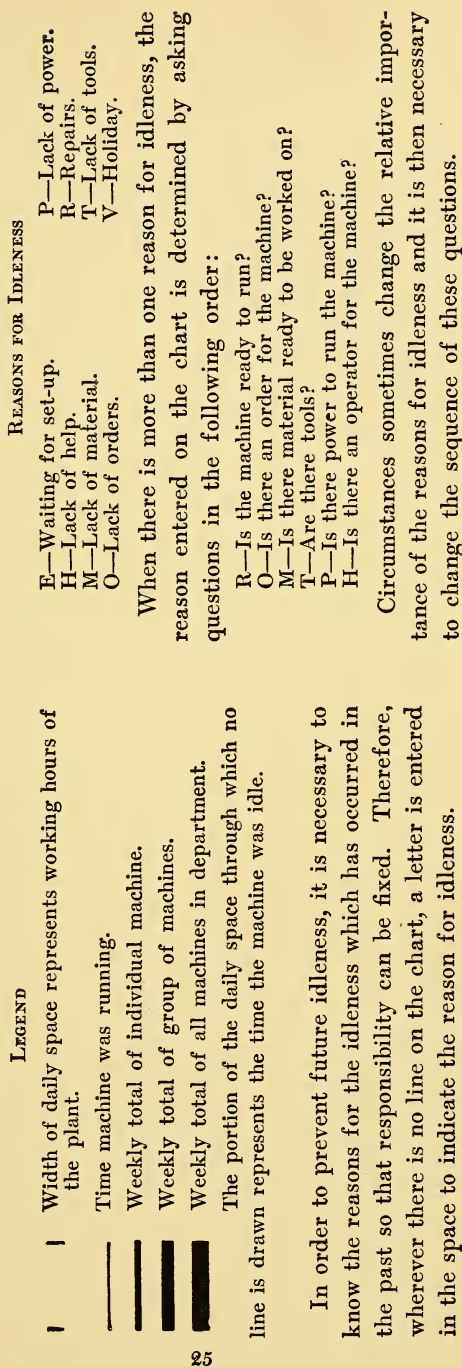 LEGEND
Width of daily space represents working hours of
the plant.
Time machine was running.
Weekly total of individual machine.
Weekly total of group of machines.
Weekly total of all machines in department.
The portion of the daily space through which no
line is drawn represents the time the machine was idle.
In order to prevent future idleness, it is necessary to
know the reasons for the idleness which has occurred in
the past so that responsibility can be fixed. Therefore,
wherever there is no line on the chart, a letter is entered
in the space to indicate the reason for idleness.
REASONS FOR IDLENESS
E—Waiting for set-up.
H—Lack of help.
M—Lack of material.
O—Lack of orders.
P—Lack of power.
R—Repairs.
T—Lack of tools.
V—Holiday.
When there is more than one reason for idleness, the
reason entered on the chart is determined by asking
questions in the following order:
R—Is the machine ready to run?
O—Is there an order for the machine?
M—Is there material ready to be worked on?
T—Are there tools?
P—Is there power to run the machine?
H—Is there an operator for the machine?
Circumstances sometimes change the relative impor-
tance of the reasons for idleness and it is then necessary
to change the sequence of these questions.
25